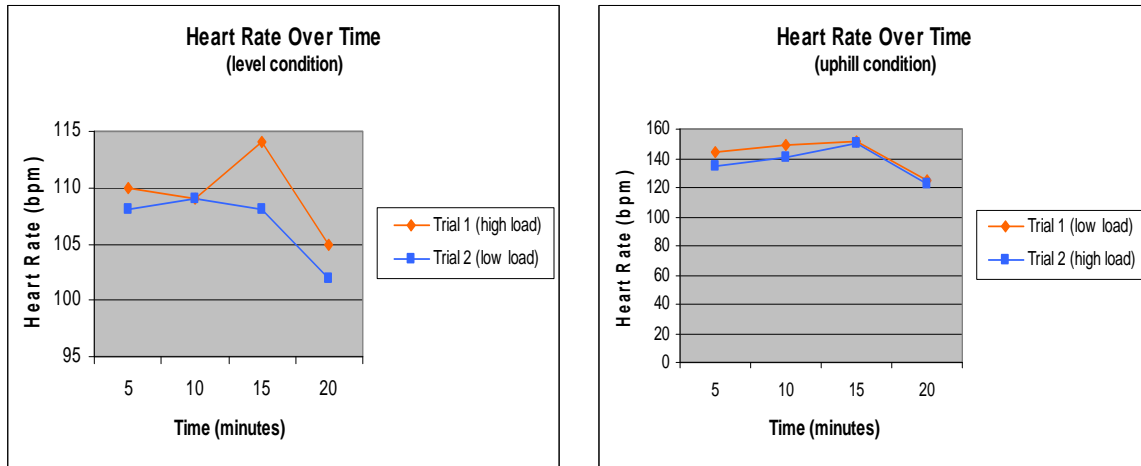 Heart Rate Over Time
(level condition)
115
110
105
100
95
Heart Rate (bpm)
5 10 15 20
Time (minutes)
Trial 1 (high load)
Trial 2 (low load)
Heart Rate Over Time
(uphill condition)
160
140
120
100
80
60
40
20
0
Heart Rate (bpm)
5 10 15 20
Time (minutes)
Trial 1 (low load)
Trial 2 (high load)